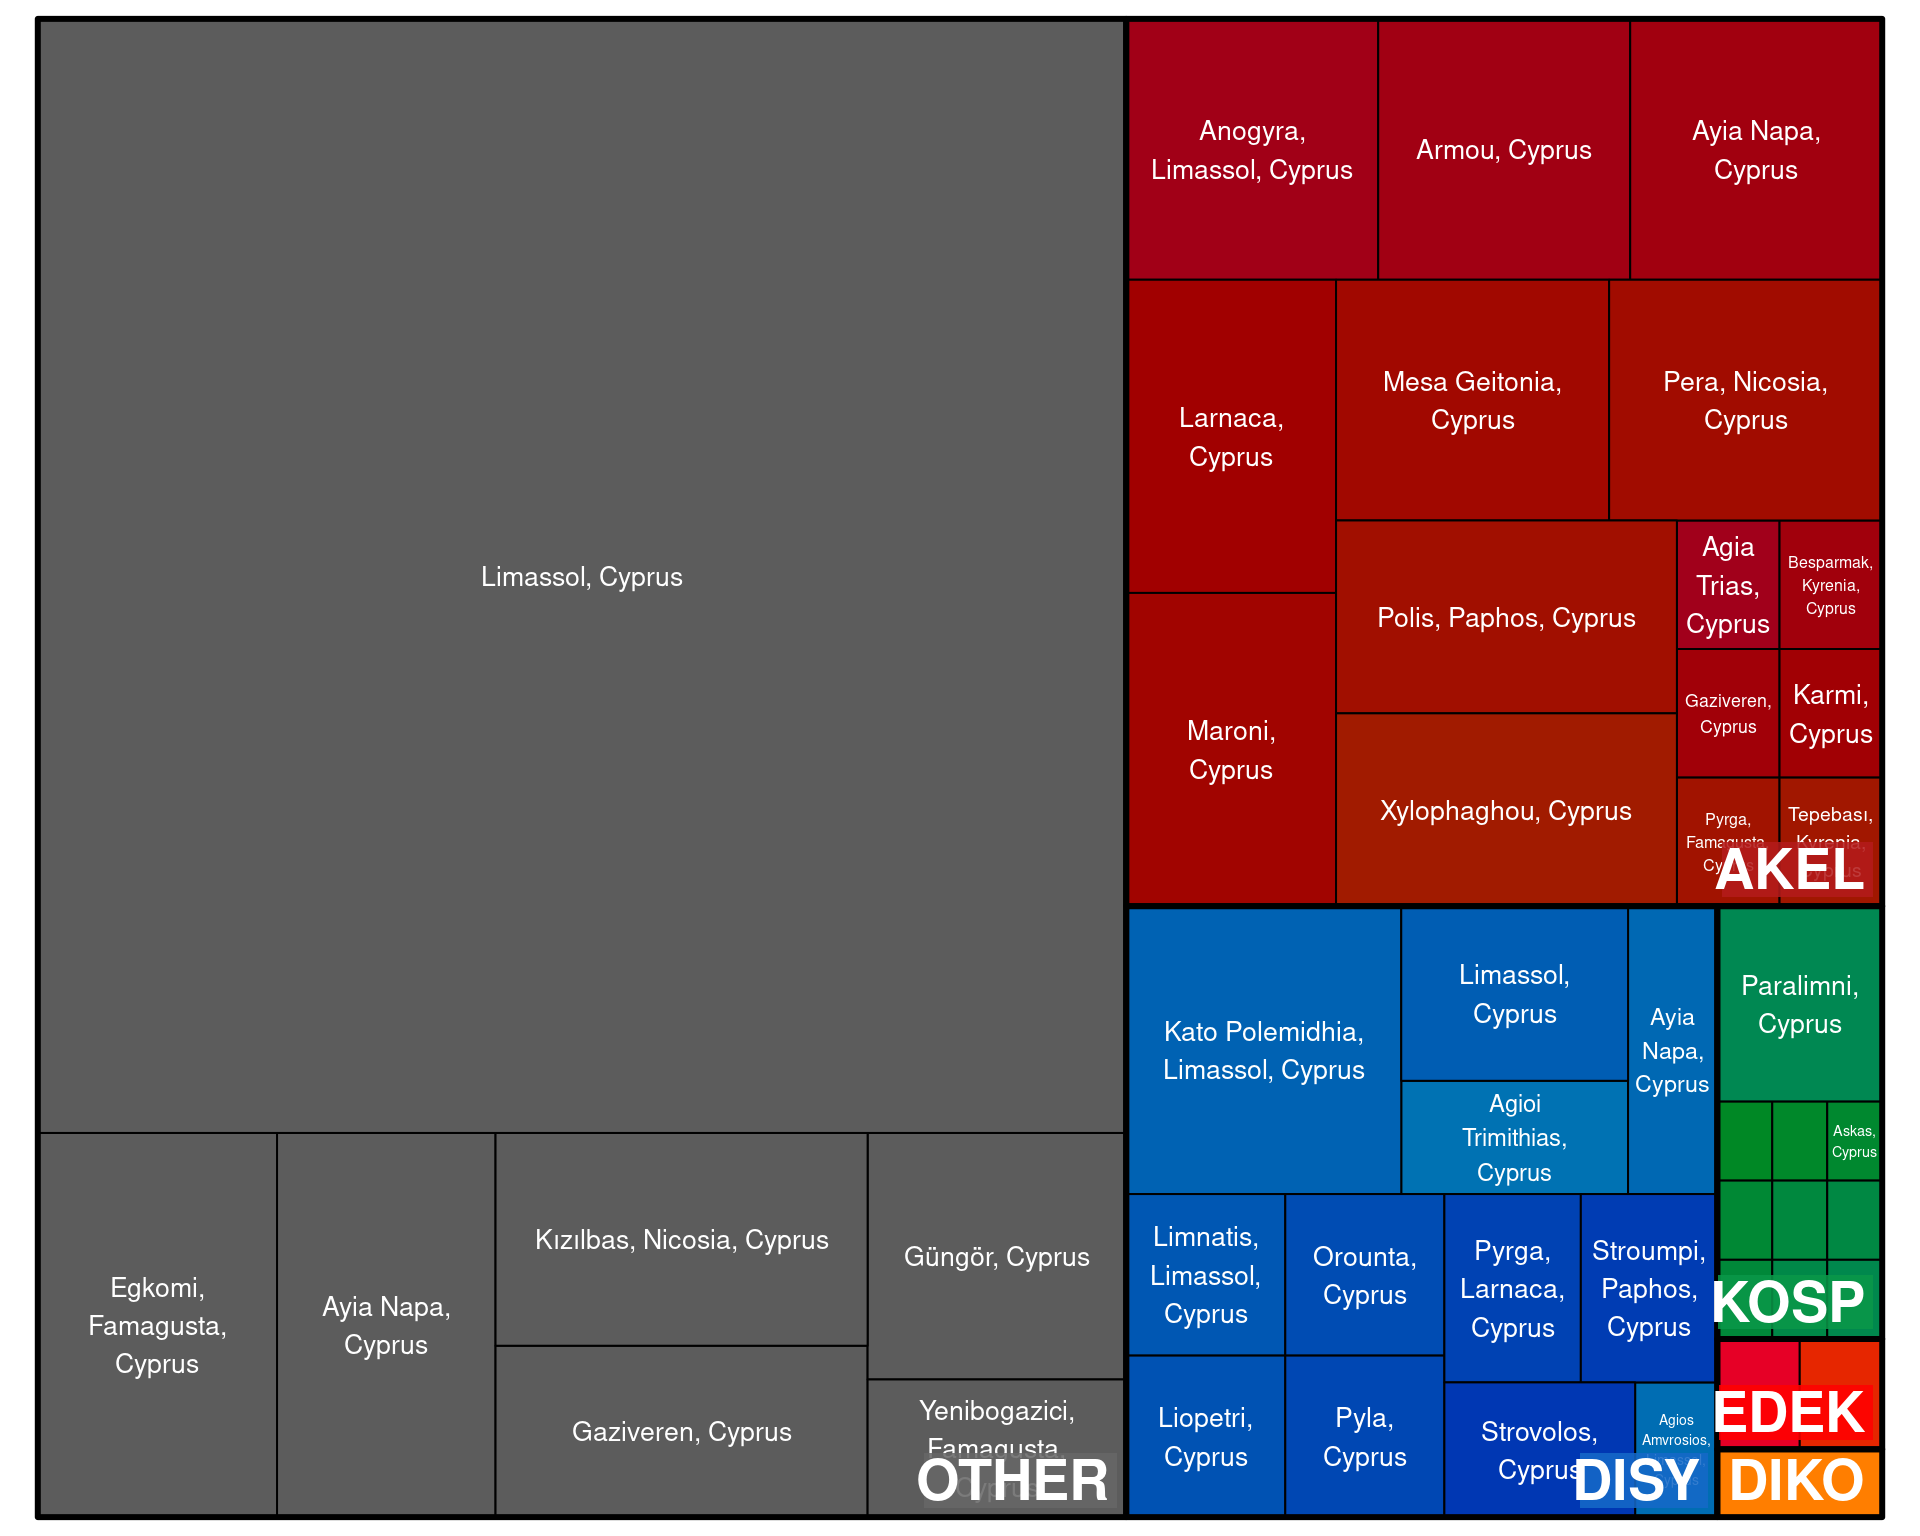 Limassol, Cyprus
Egkomi,
Famagusta,
Cyprus
Ayia Napa,
Cyprus
Kızılbas, Nicosia, Cyprus
Gaziveren, Cyprus
Güngör, Cyprus
Yenibogazici,
Famagusta,
Cyprus
OTHER
Anogyra,
Limassol, Cyprus
Armou, Cyprus
Ayia Napa,
Cyprus
Larnaca,
Cyprus
Mesa Geitonia,
Cyprus
Pera, Nicosia,
Cyprus
Maroni,
Cyprus
Polis, Paphos, Cyprus
Xylophaghou, Cyprus
Agia
Trias,
Cyprus
Besparmak,
Kyrenia,
Cyprus
Gaziveren,
Cyprus
Karmi,
Cyprus
Pyrga,
Famagusta,
Cyprus
Tepebası,
Kyrenia,
Cyprus
AKEL
Kato Polemidhia,
Limassol, Cyprus
Limassol,
Cyprus
Agioi
Trimithias,
Cyprus
Ayia
Napa,
Cyprus
Limnatis,
Limassol,
Cyprus
Orounta,
Cyprus
Pyrga,
Larnaca,
Cyprus
Stroumpi,
Paphos,
Cyprus
Liopetri,
Cyprus
Pyla,
Cyprus
Strovolos,
Cyprus
Agios
Amvrosios,
DISY
Paralimni,
Cyprus
Askas,
Cyprus
KOSP
EDEK
DIKO